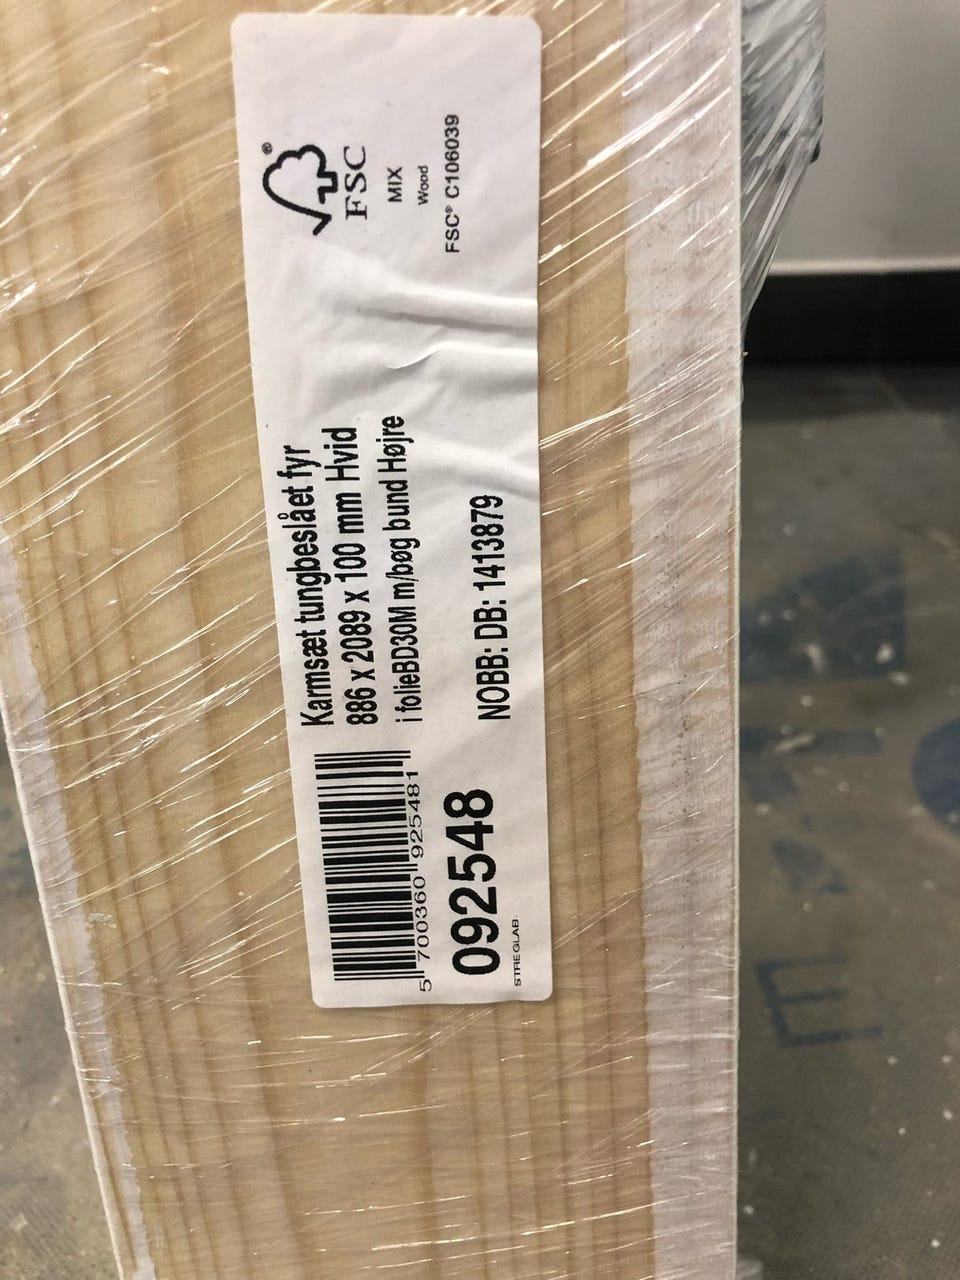 Karmsæt tungbeslået fyr
886 x 2089 x 100 mm Hvid
i folieBD30M m/bøg bund Højre
NOBB: DB: 1413879
5 700360 925481
092548
STREGLAB.
®
FSC
MIX
Wood
FSC® C106039